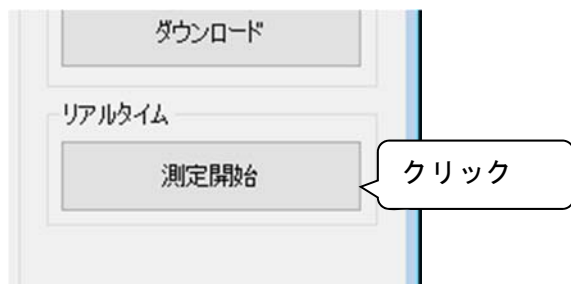 ダウンロード
リアルタイム
測定開始
クリック